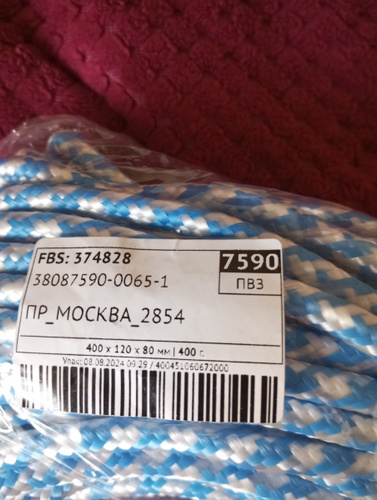 FBS: 374828
7590
38087590-0065-1
ПВЗ
ПР_МОСКВА_2854
400 x 120 x 80 мм | 400 г.
Упак: 08.08.2024 09:29 / 400451060672000